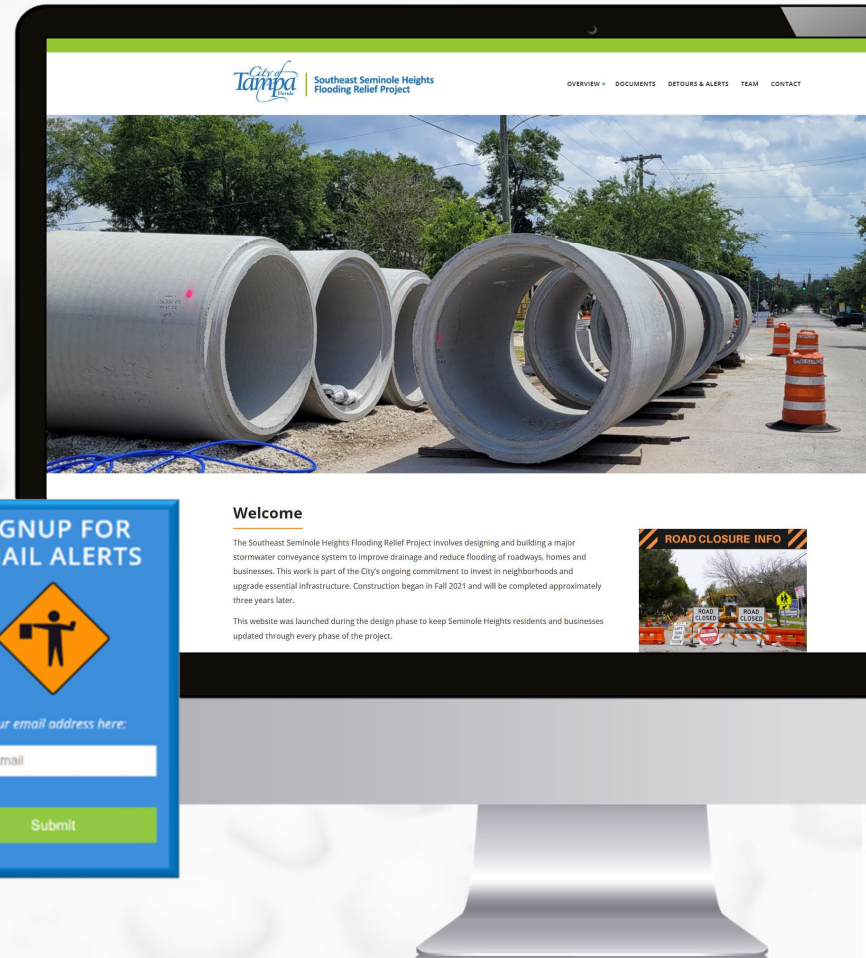 City of
Tampa
Florida
Southeast Seminole Heights
Flooding Relief Project
OVERVIEW DOCUMENTS DETOURS & ALERTS TEAM CONTACT
Welcome
The Southeast Seminole Heights Flooding Relief Project involves designing and building a major
stormwater conveyance system to improve drainage and reduce flooding of roadways, homes and
businesses. This work is part of the City's ongoing commitment to invest in neighborhoods and
upgrade essential infrastructure. Construction began in Fall 2021 and will be completed approximately
three years later.
This website was launched during the design phase to keep Seminole Heights residents and businesses
updated through every phase of the project.
ROAD CLOSURE INFO
ROAD
CLOSED
ROAD
CLOSED
GNUP FOR
AIL ALERTS
ur email address here:
mail
Submit